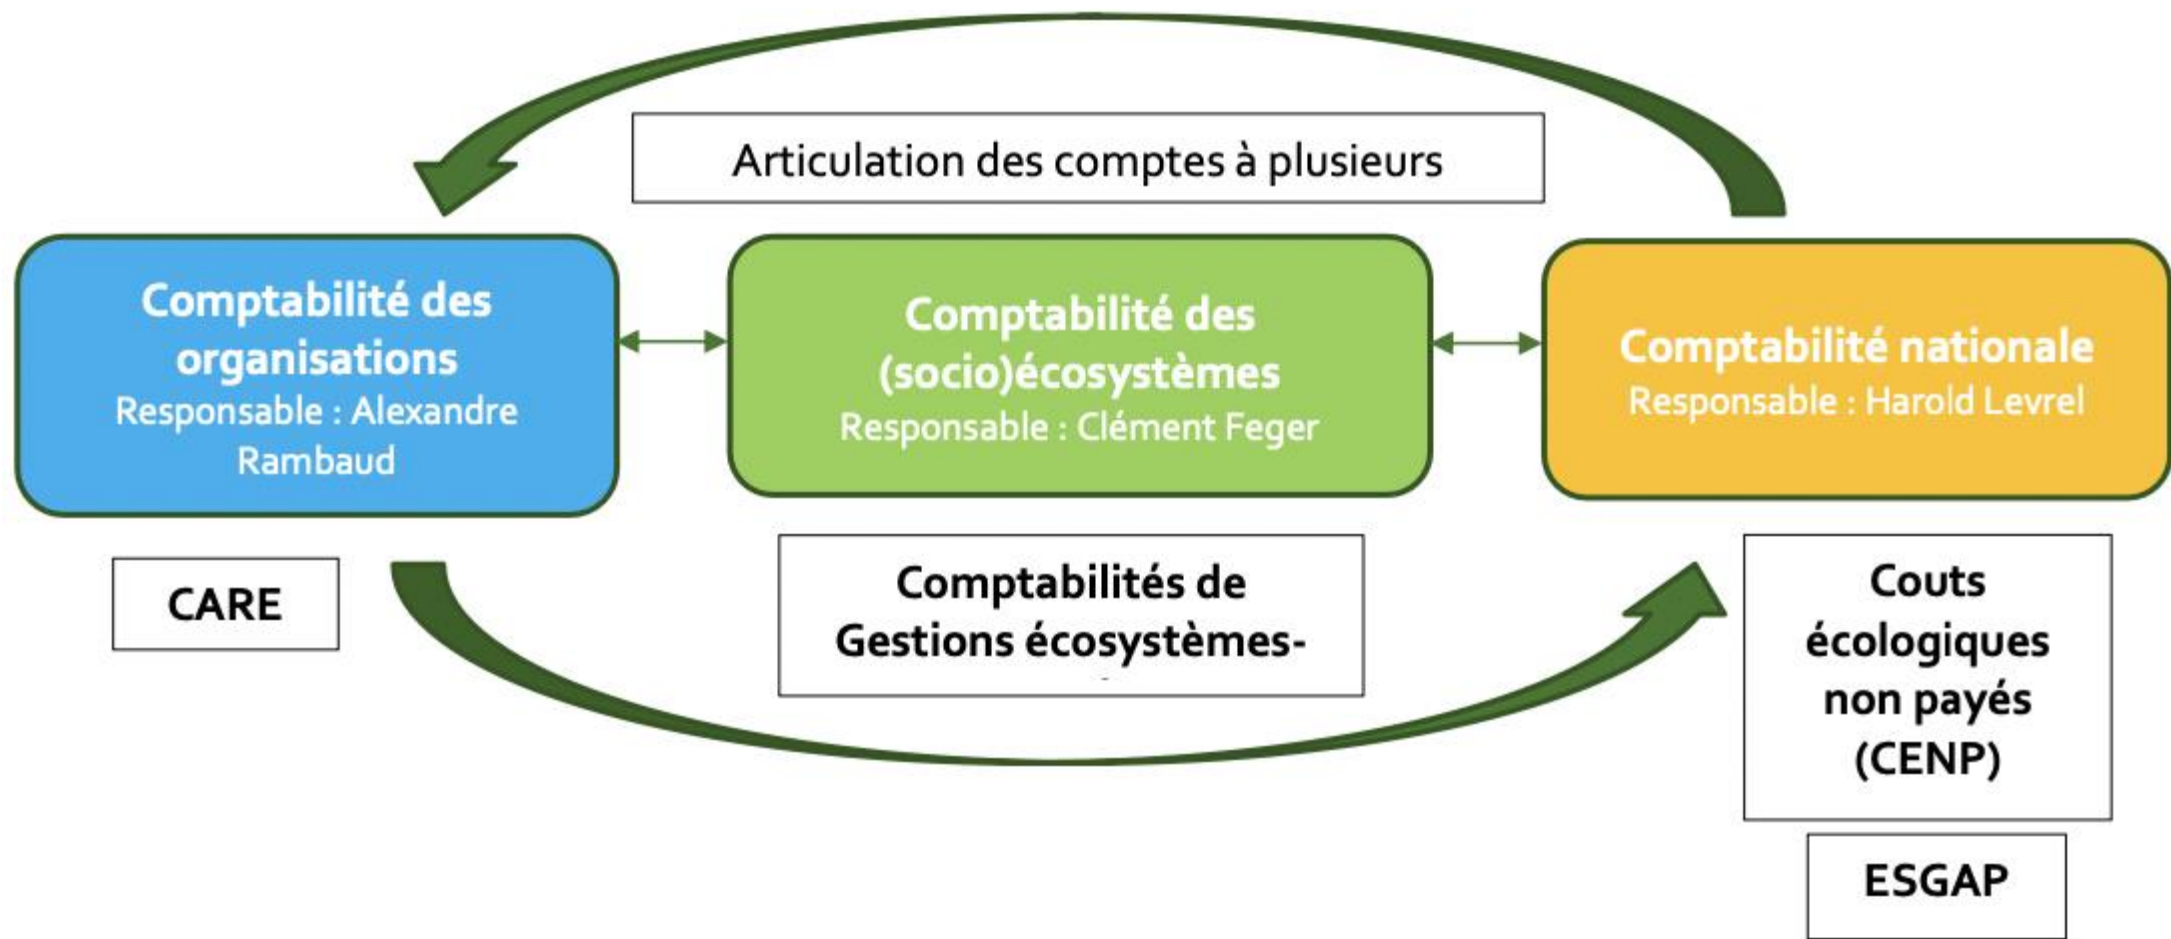 Articulation des comptes à plusieurs
Comptabilité des
organisations
Responsable : Alexandre
Rambaud
Comptabilité des
(socio)écosystèmes
Responsable : Clément Feger
Comptabilité nationale
Responsable : Harold Levrel
CARE
Comptabilités de
Gestions écosystèmes-
Couts
écologiques
non payés
(CENP)
ESGAP